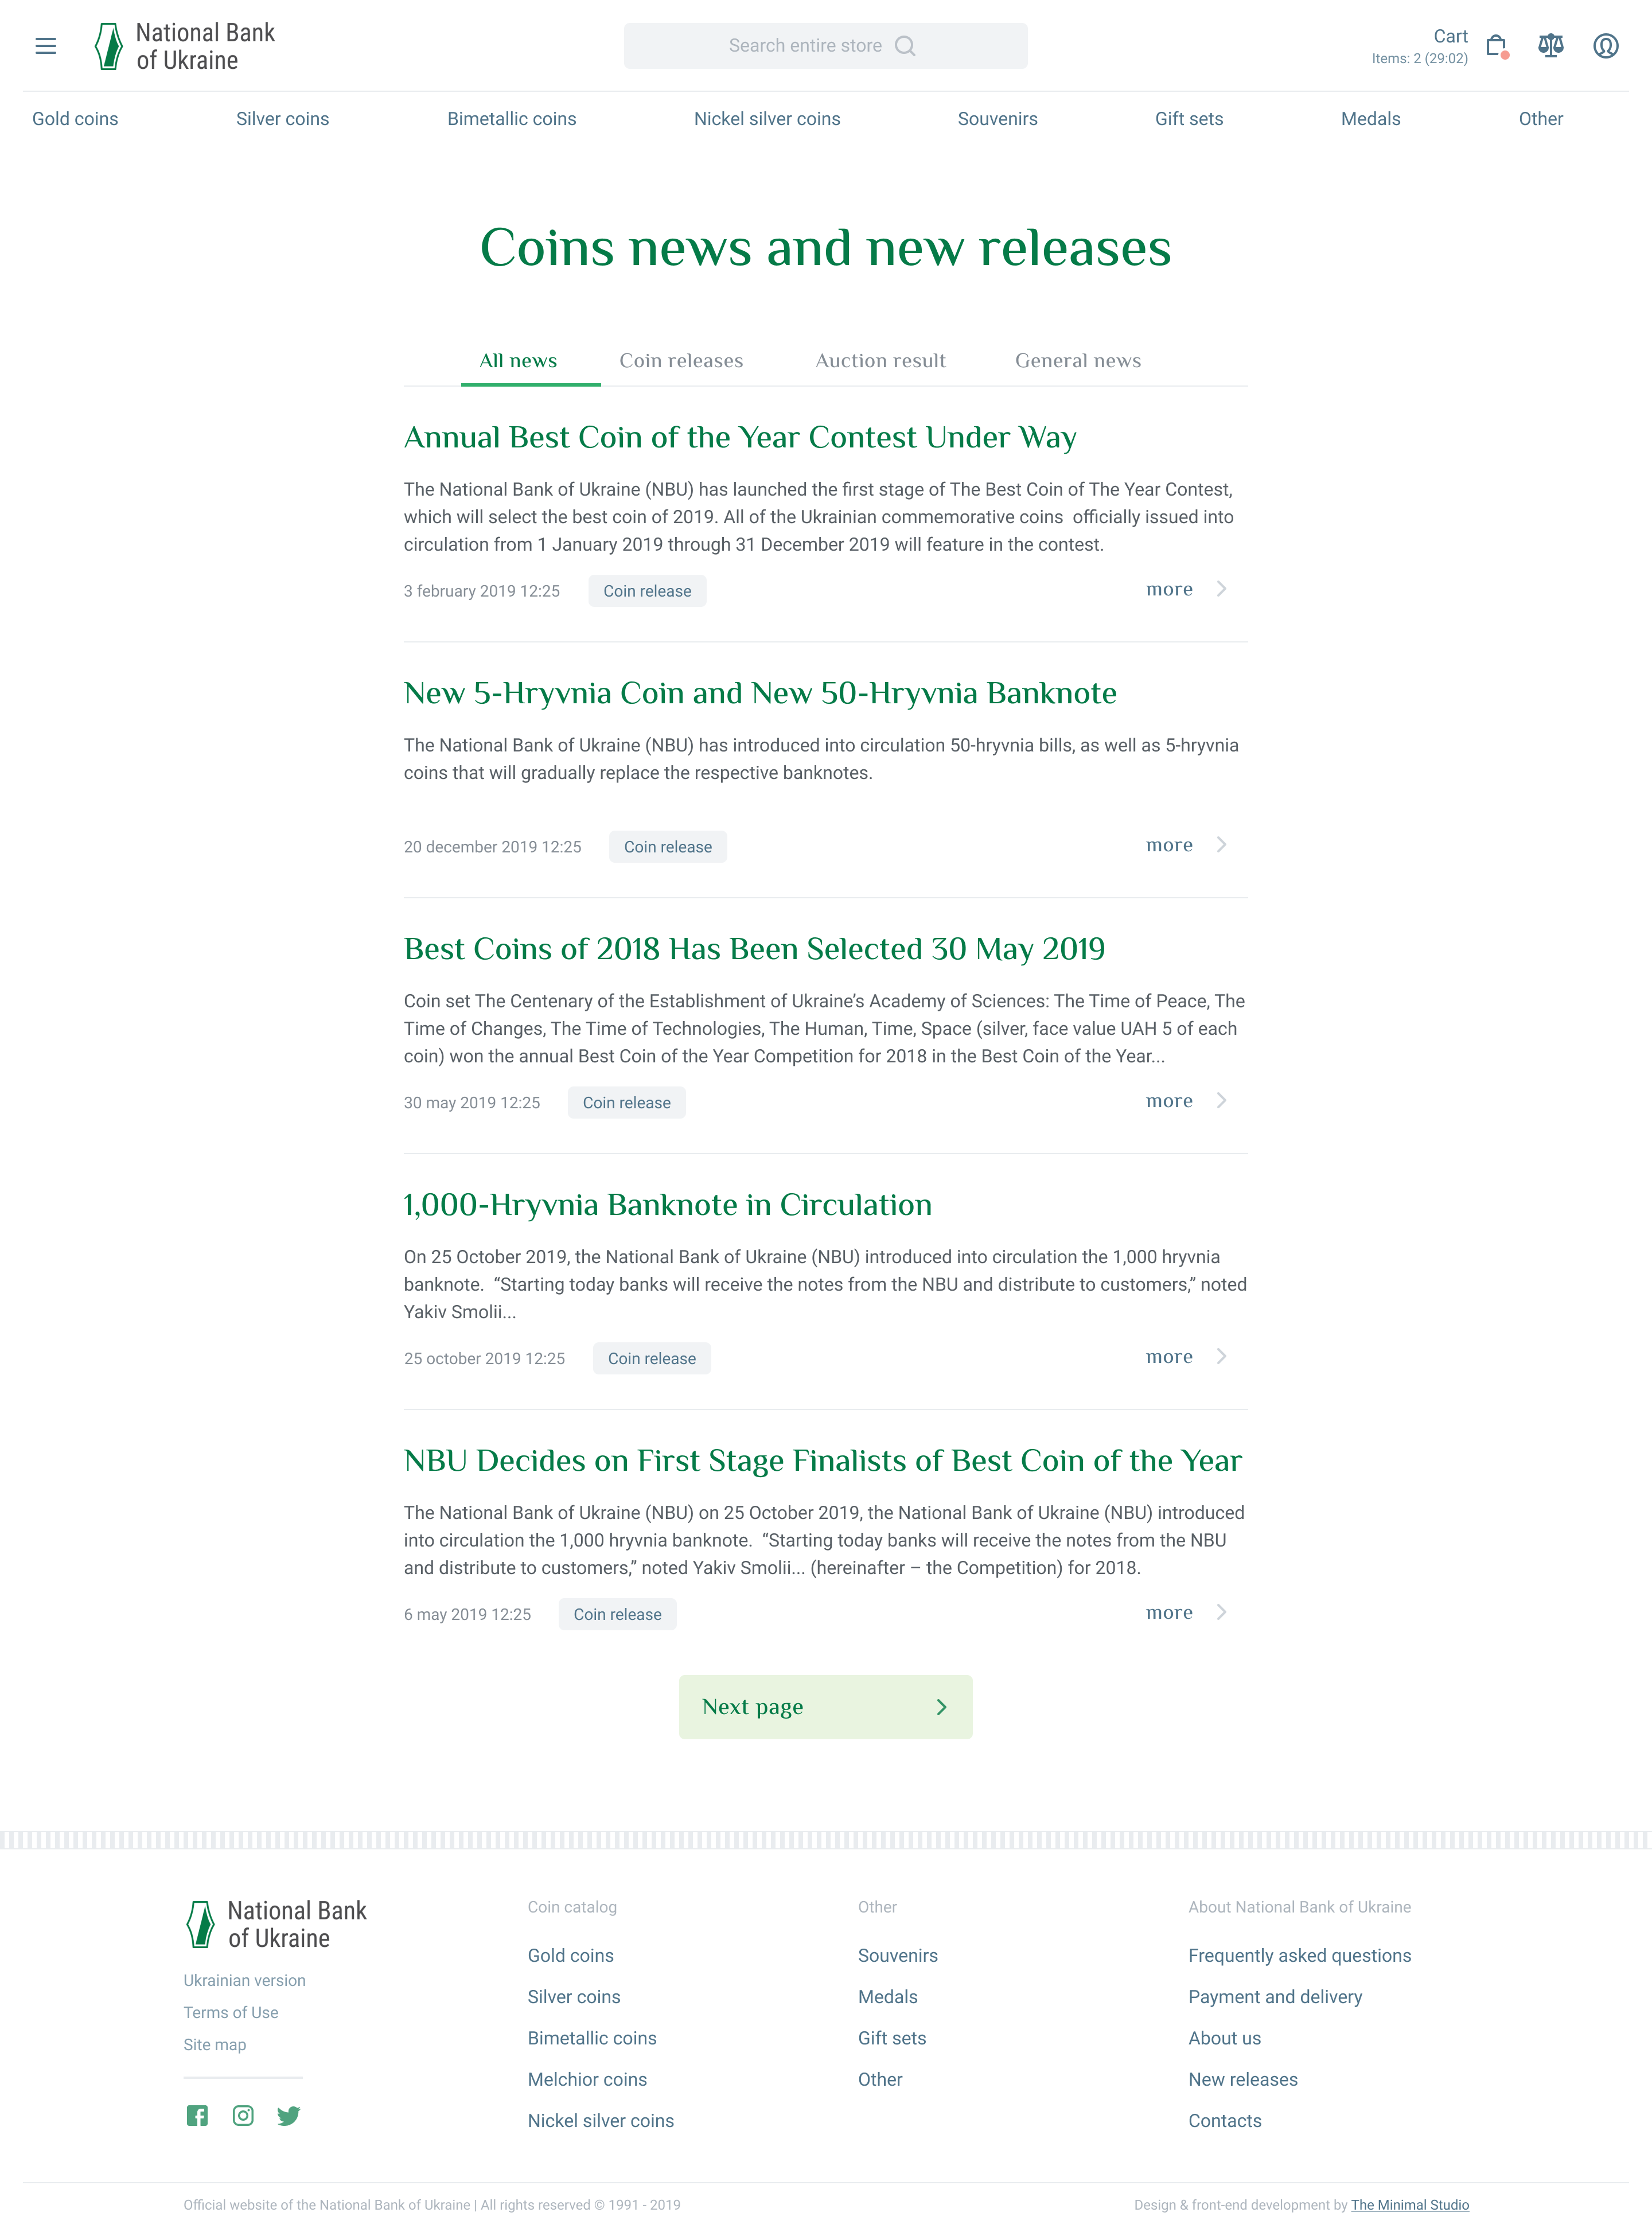 National Bank
of Ukraine
Search entire store
Cart
Items: 2 (29:02)
Gold coins
Silver coins
Bimetallic coins
Nickel silver coins
Souvenirs
Gift sets
Medals
Other
Coins news and new releases
All news
Coin releases
Auction result
General news
Annual Best Coin of the Year Contest Under Way
The National Bank of Ukraine (NBU) has launched the first stage of The Best Coin of The Year Contest,
which will select the best coin of 2019. All of the Ukrainian commemorative coins  officially issued into
circulation from 1 January 2019 through 31 December 2019 will feature in the contest.
3 february 2019 12:25
Coin release
more
New 5-Hryvnia Coin and New 50-Hryvnia Banknote
The National Bank of Ukraine (NBU) has introduced into circulation 50-hryvnia bills, as well as 5-hryvnia
coins that will gradually replace the respective banknotes.
20 december 2019 12:25
Coin release
more
Best Coins of 2018 Has Been Selected 30 May 2019
Coin set The Centenary of the Establishment of Ukraine’s Academy of Sciences: The Time of Peace, The
Time of Changes, The Time of Technologies, The Human, Time, Space (silver, face value UAH 5 of each
coin) won the annual Best Coin of the Year Competition for 2018 in the Best Coin of the Year...
30 may 2019 12:25
Coin release
more
1,000-Hryvnia Banknote in Circulation
On 25 October 2019, the National Bank of Ukraine (NBU) introduced into circulation the 1,000 hryvnia
banknote.  “Starting today banks will receive the notes from the NBU and distribute to customers,” noted
Yakiv Smolii...
25 october 2019 12:25
Coin release
more
NBU Decides on First Stage Finalists of Best Coin of the Year
The National Bank of Ukraine (NBU) on 25 October 2019, the National Bank of Ukraine (NBU) introduced
into circulation the 1,000 hryvnia banknote.  “Starting today banks will receive the notes from the NBU
and distribute to customers,” noted Yakiv Smolii... (hereinafter – the Competition) for 2018.
6 may 2019 12:25
Coin release
more
Next page
National Bank
of Ukraine
Ukrainian version
Terms of Use
Site map
Coin catalog
Gold coins
Silver coins
Bimetallic coins
Melchior coins
Nickel silver coins
Other
Souvenirs
Medals
Gift sets
Other
About National Bank of Ukraine
Frequently asked questions
Payment and delivery
About us
New releases
Contacts
Official website of the National Bank of Ukraine | All rights reserved © 1991 - 2019
Design & front-end development by The Minimal Studio